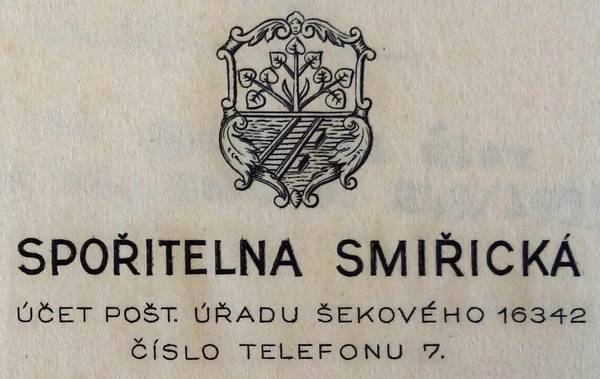 SPOŘITELNA SMIŘICKÁ
ÚČET POŠT. ÚŘADU ŠEKOVÉHO 16342
ČÍSLO TELEFONU 7.